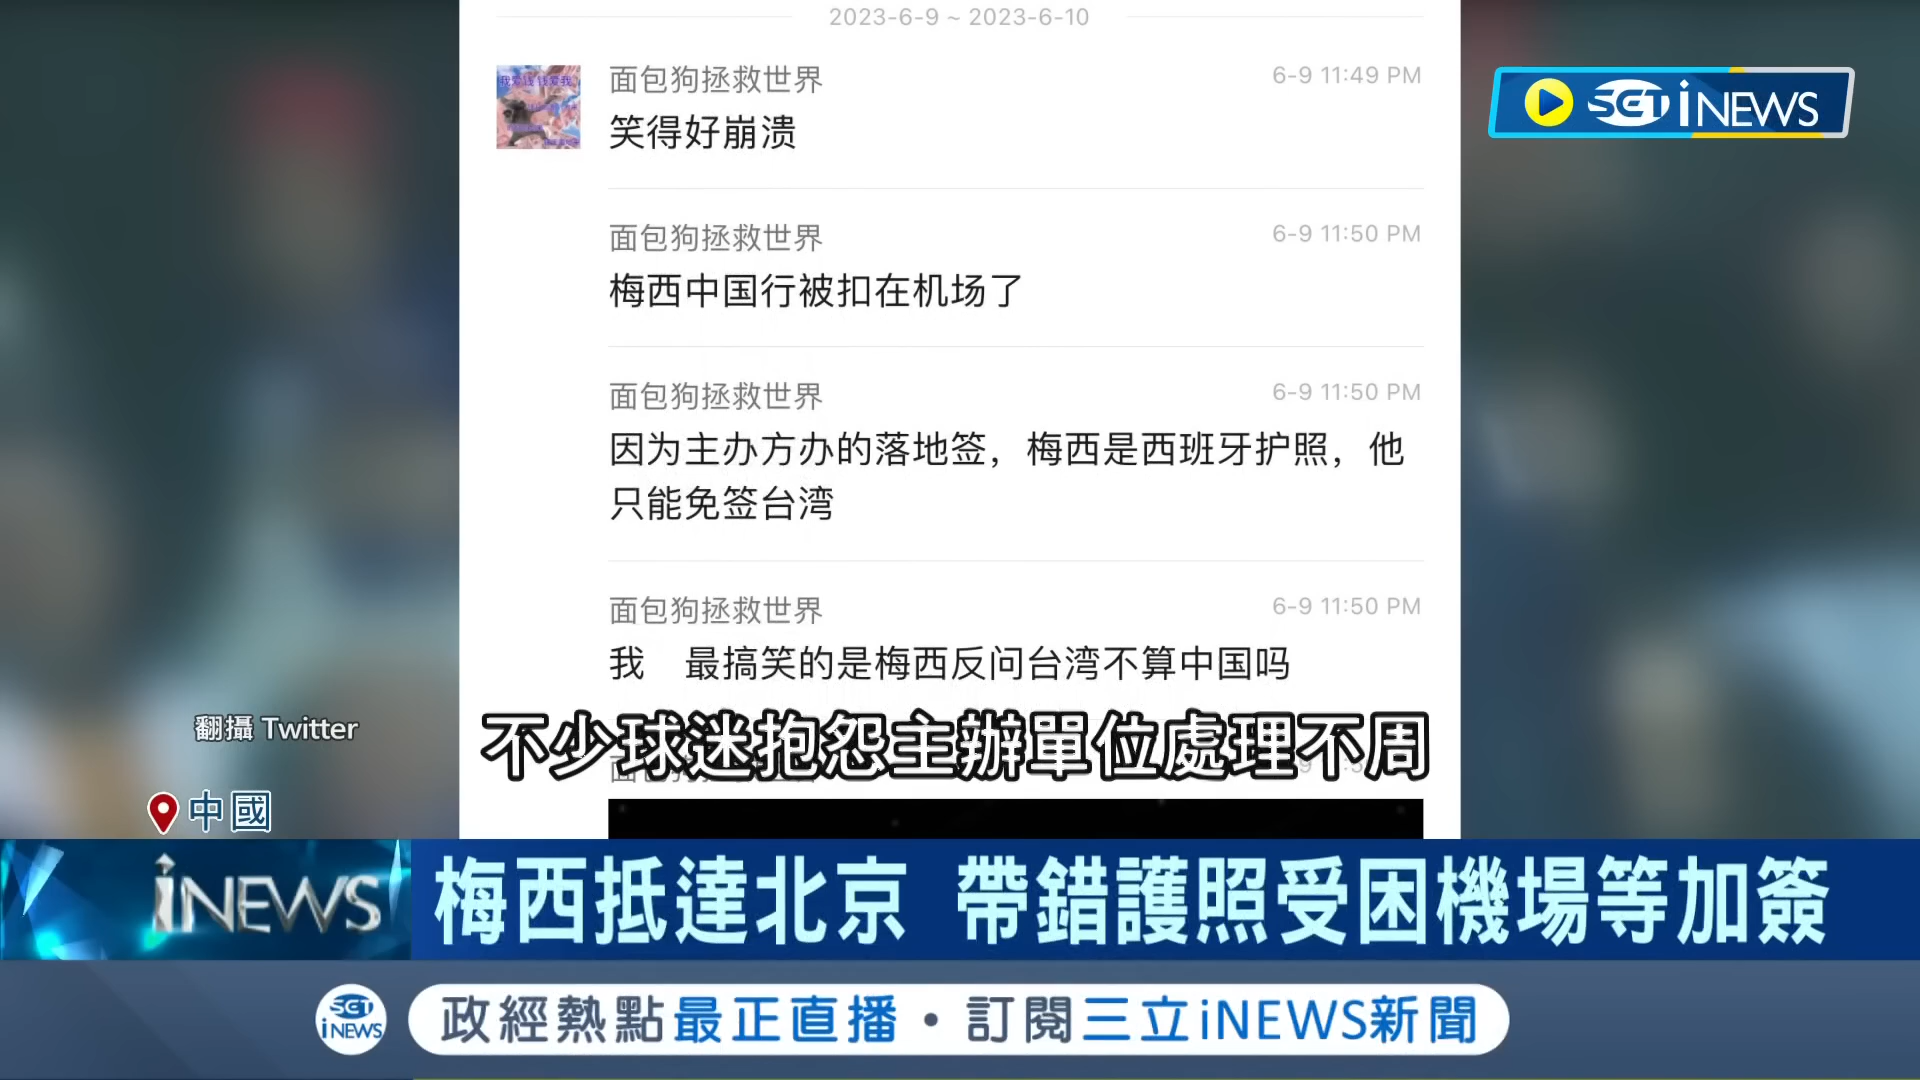 2023-6-9 ~ 2023-6-10
面包狗拯救世界
6-9 11:49 PM
笑得好崩溃
SET iNEWS
面包狗拯救世界
6-9 11:50 PM
梅西中国行被扣在机场了
面包狗拯救世界
6-9 11:50 PM
因为主办方办的落地签，梅西是西班牙护照，他
只能免签台湾
面包狗拯救世界
6-9 11:50 PM
我　最搞笑的是梅西反问台湾不算中国吗
翻攝 Twitter
不少球迷抱怨主辦單位處理不周
中國
iNEWS
梅西抵達北京 帶錯護照受困機場等加簽
SET iNEWS
政經熱點最正直播・訂閱三立iNEWS新聞